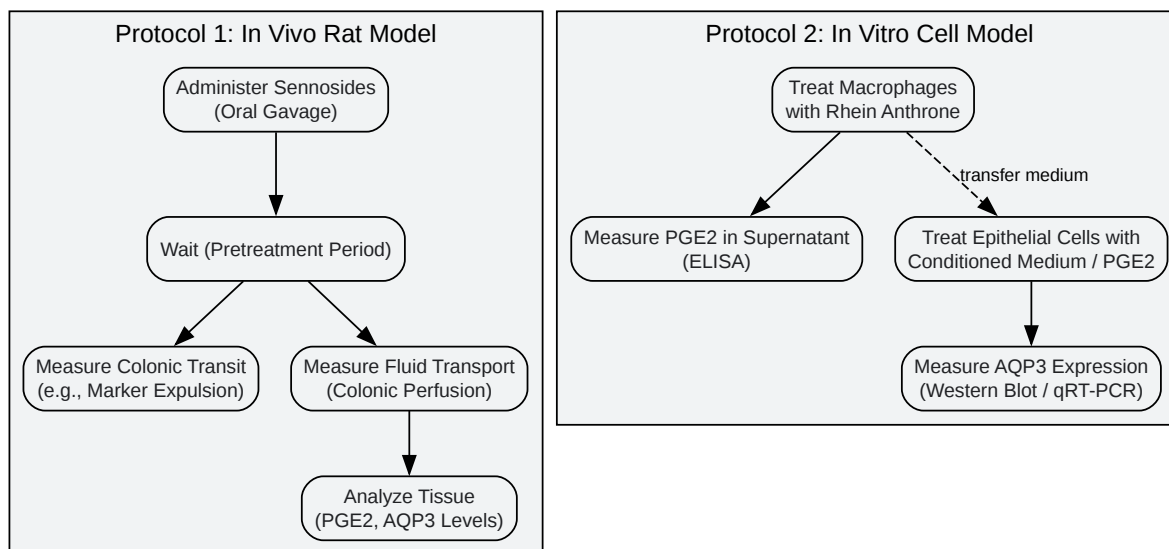 Protocol 1: In Vivo Rat Model
Administer Sennosides
(Oral Gavage)
Wait (Pretreatment Period)
Measure Colonic Transit
(e.g., Marker Expulsion)
Measure Fluid Transport
(Colonic Perfusion)
Analyze Tissue
(PGE2, AQP3 Levels)
Protocol 2: In Vitro Cell Model
Treat Macrophages
with Rhein Anthrone
transfer medium
Measure PGE2 in Supernatant
(ELISA)
Treat Epithelial Cells with
Conditioned Medium / PGE2
Measure AQP3 Expression
(Western Blot / qRT-PCR)